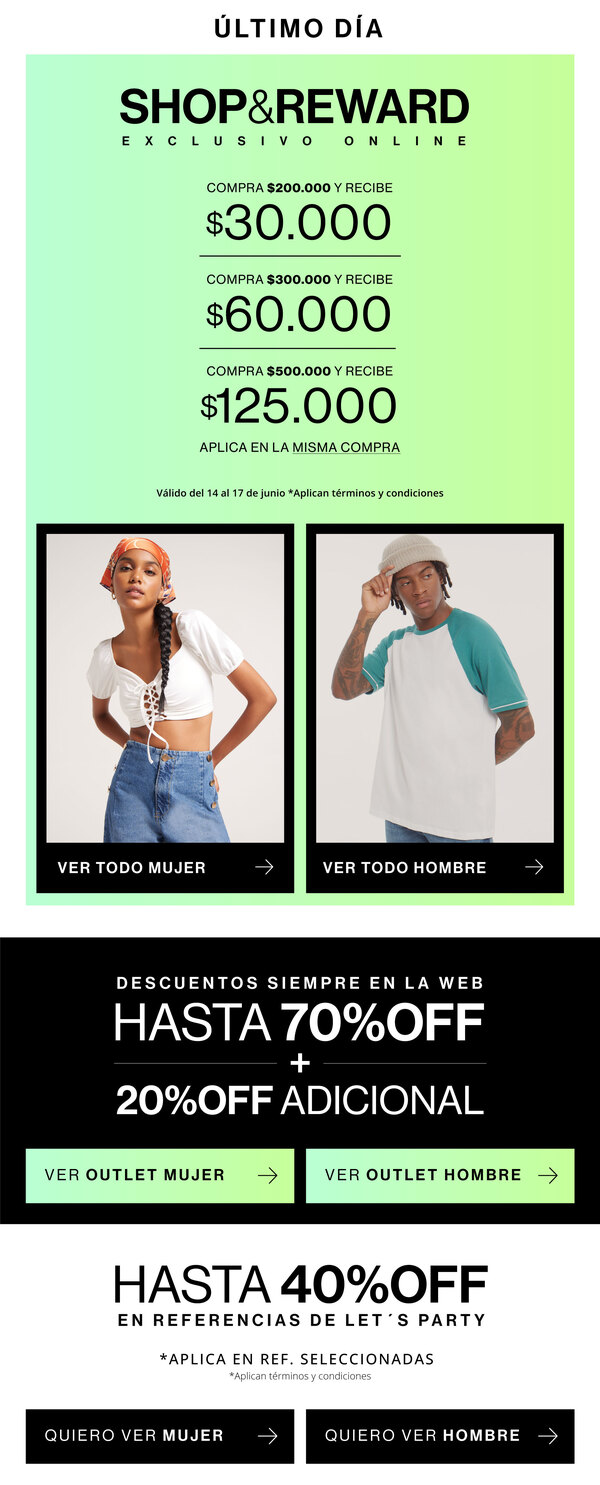 ÚLTIMO DÍA
SHOP&REWARD
EXCLUSIVO ONLINE
COMPRA $200.000 Y RECIBE
$30.000
COMPRA $300.000 Y RECIBE
$60.000
COMPRA $500.000 Y RECIBE
$125.000
APLICA EN LA MISMA COMPRA
Válido del 14 al 17 de junio *Aplican términos y condiciones
VER TODO MUJER
VER TODO HOMBRE
DESCUENTOS SIEMPRE EN LA WEB
HASTA 70%OFF
+
20%OFF ADICIONAL
VER OUTLET MUJER
VER OUTLET HOMBRE
HASTA 40%OFF
EN REFERENCIAS DE LET´S PARTY
*APLICA EN REF. SELECCIONADAS
*Aplican términos y condiciones
QUIERO VER MUJER
QUIERO VER HOMBRE